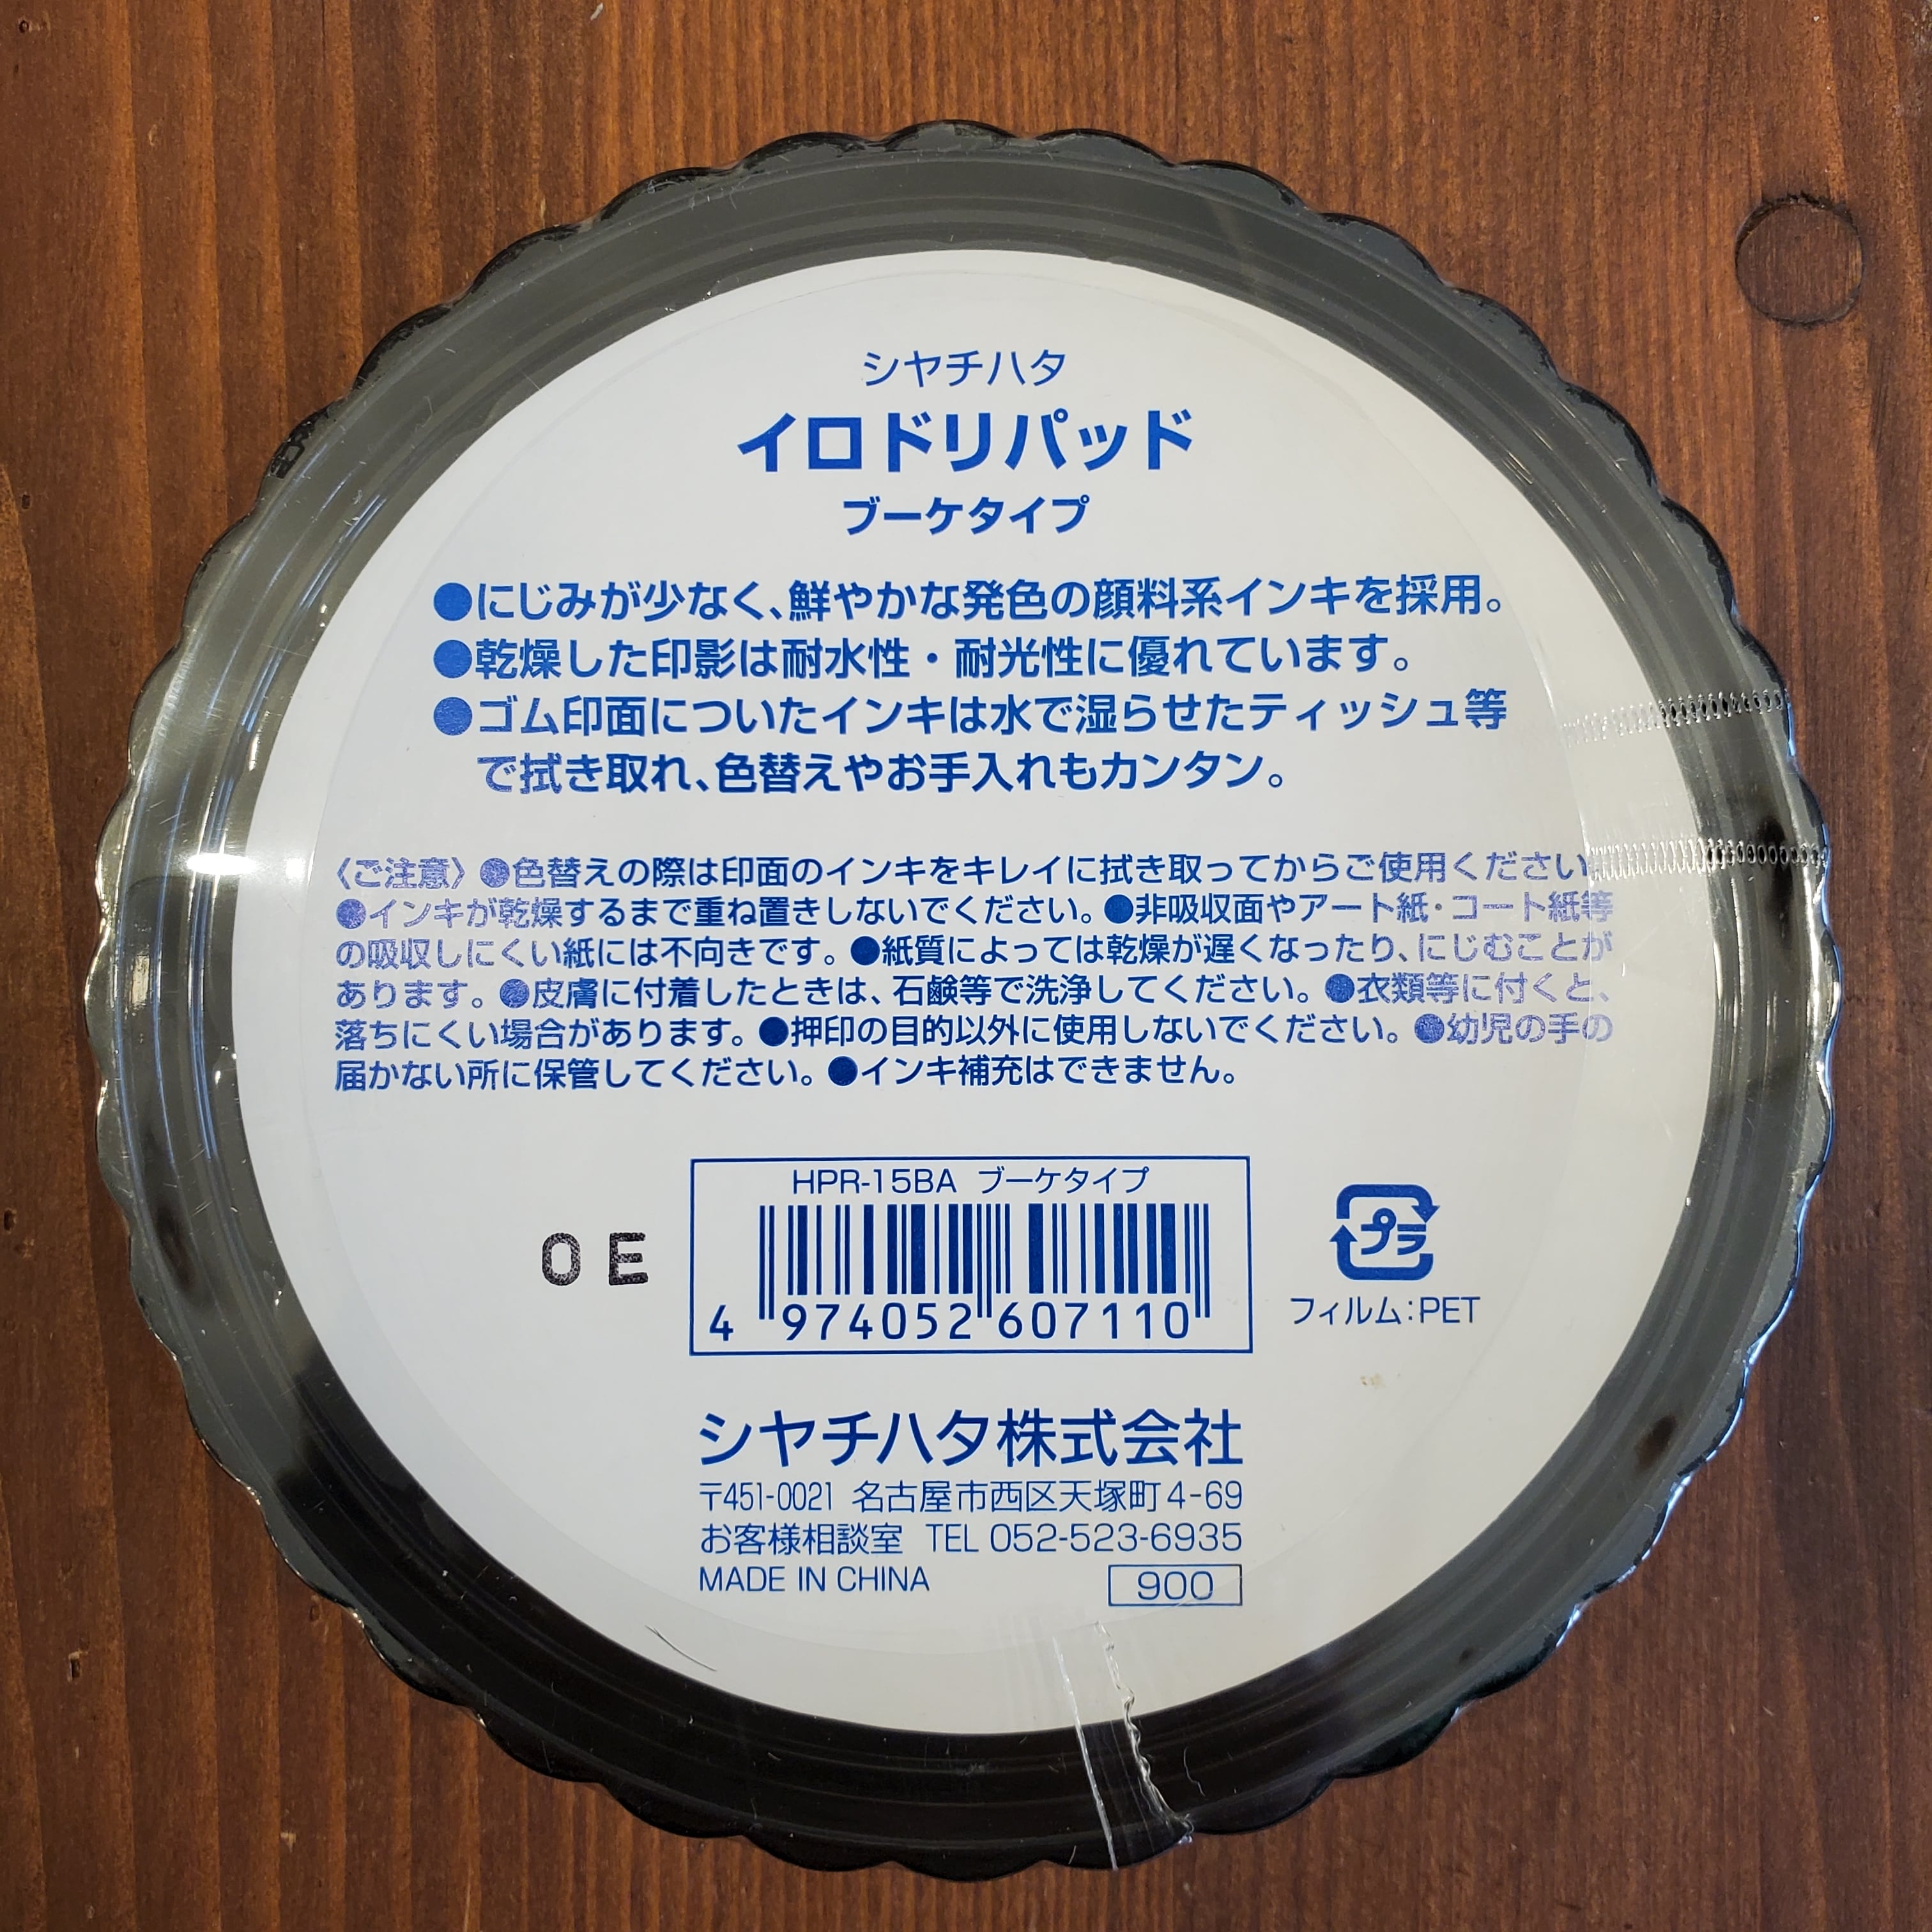 シヤチハタ
イロドリパッド
ブーケタイプ
●にじみが少なく、鮮やかな発色の顔料系インキを採用。
●乾燥した印影は耐水性・耐光性に優れています。
●ゴム印面についたインキは水で湿らせたティッシュ等
で拭き取れ、色替えやお手入れもカンタン。
〈ご注意〉●色替えの際は印面のインキをキレイに拭き取ってからご使用ください。
●インキが乾燥するまで重ね置きしないでください。●非吸収面やアート紙・コート紙等
の吸収しにくい紙には不向きです。●紙質によっては乾燥が遅くなったり、にじむことが
あります。●皮膚に付着したときは、石鹸等で洗浄してください。●衣類等に付くと、
落ちにくい場合があります。●押印の目的以外に使用しないでください。●幼児の手の
届かない所に保管してください。●インキ補充はできません。
HPR-15BA ブーケタイプ
OE
4 974052 607110
プラ
フィルム:PET
シヤチハタ株式会社
〒451-0021 名古屋市西区天塚町4-69
お客様相談室 TEL 052-523-6935
MADE IN CHINA 900